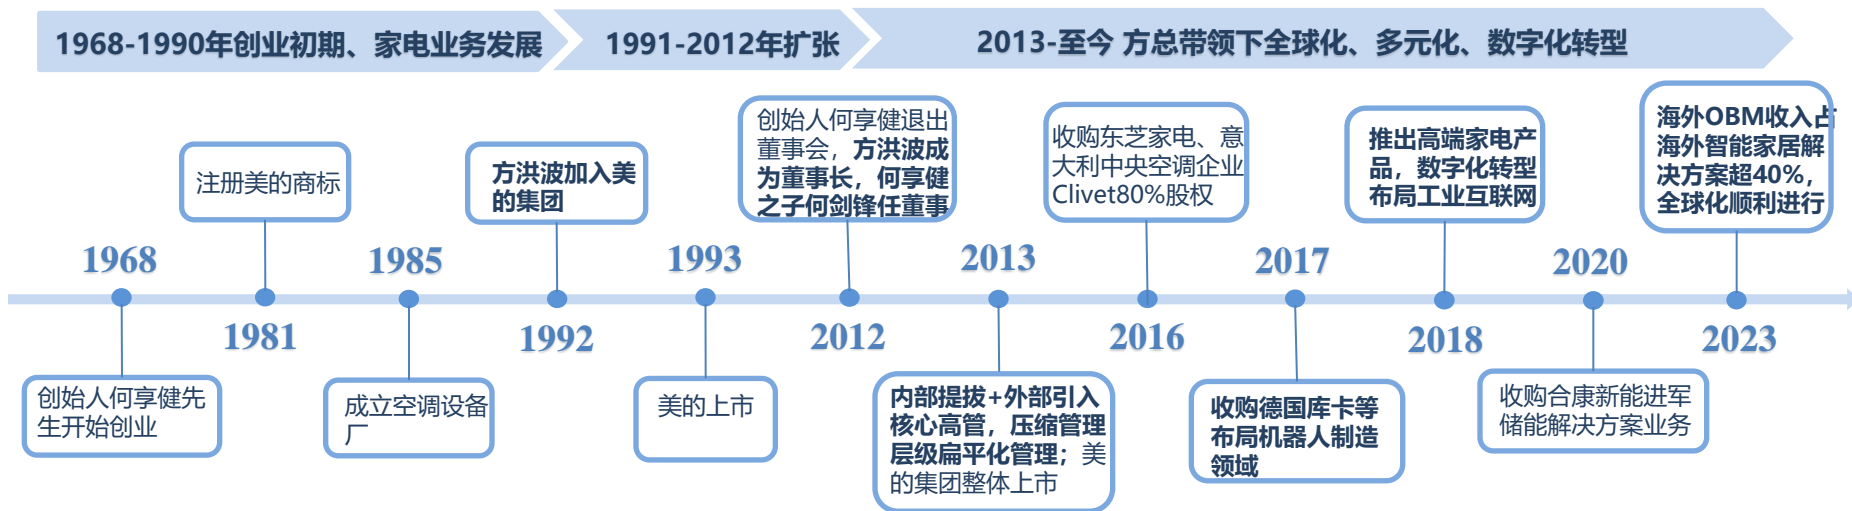 1968-1990年创业初期、家电业务发展
1991-2012年扩张
2013-至今 方总带领下全球化、多元化、数字化转型
1968
创始人何享健先
生开始创业
注册美的商标
1981
1985
成立空调设备
厂
方洪波加入美
的集团
1992
1993
美的上市
创始人何享健退出
董事会，方洪波成
为董事长，何享健
之子何剑锋任董事
2012
2013
内部提拔+外部引入
核心高管，压缩管理
层级扁平化管理；美
的集团整体上市
收购东芝家电、意
大利中央空调企业
Clivet80%股权
2016
2017
收购德国库卡等
布局机器人制造
领域
推出高端家电产
品，数字化转型
布局工业互联网
2018
2020
收购合康新能进军
储能解决方案业务
海外OBM收入占
海外智能家居解
决方案超40%，
全球化顺利进行
2023